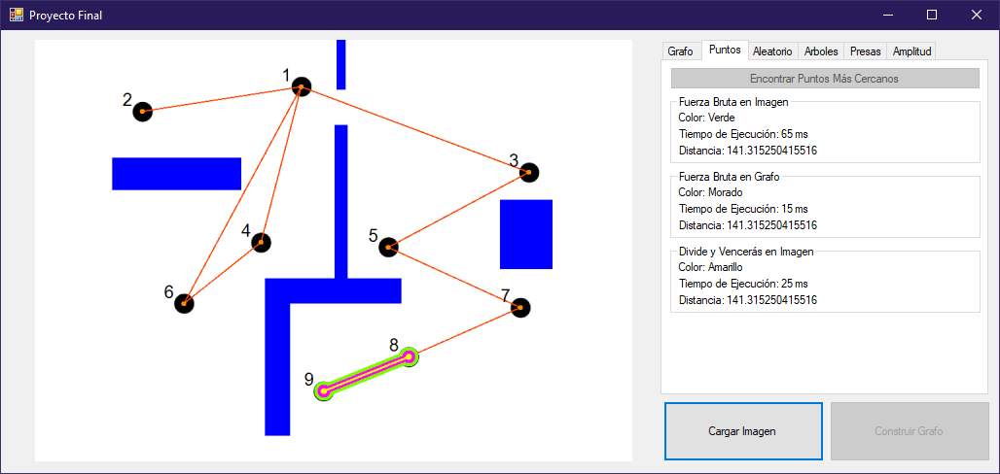 Proyecto Final
Grafo Puntos Aleatorio Arboles Presas Amplitud
Encontrar Puntos Más Cercanos
Fuerza Bruta en Imagen
Color: Verde
Tiempo de Ejecución: 65 ms
Distancia: 141.315250415516
Fuerza Bruta en Grafo
Color: Morado
Tiempo de Ejecución: 15 ms
Distancia: 141.315250415516
Divide y Vencerás en Imagen
Color: Amarillo
Tiempo de Ejecución: 25 ms
Distancia: 141.315250415516
Cargar Imagen
Construir Grafo
1
2
3
4
5
6
7
8
9